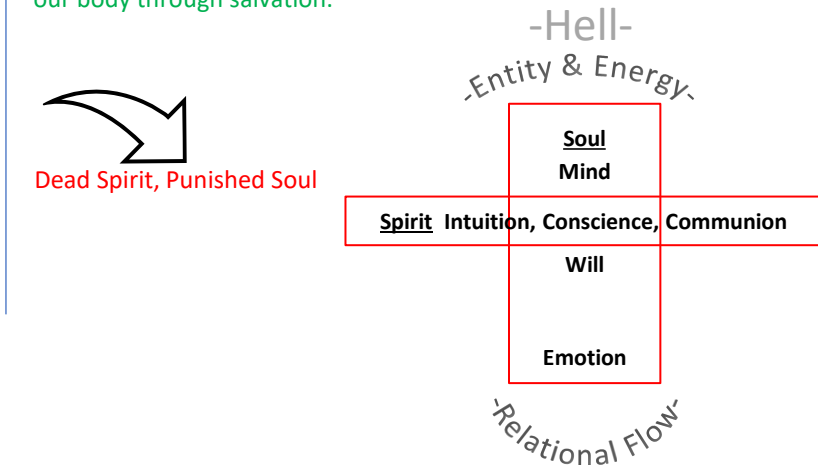 our body through salvation.
-Hell-
-Entity & Energy-
Soul
Mind
Dead Spirit, Punished Soul
Spirit Intuition, Conscience, Communion
Will
Emotion
-Relational Flow-